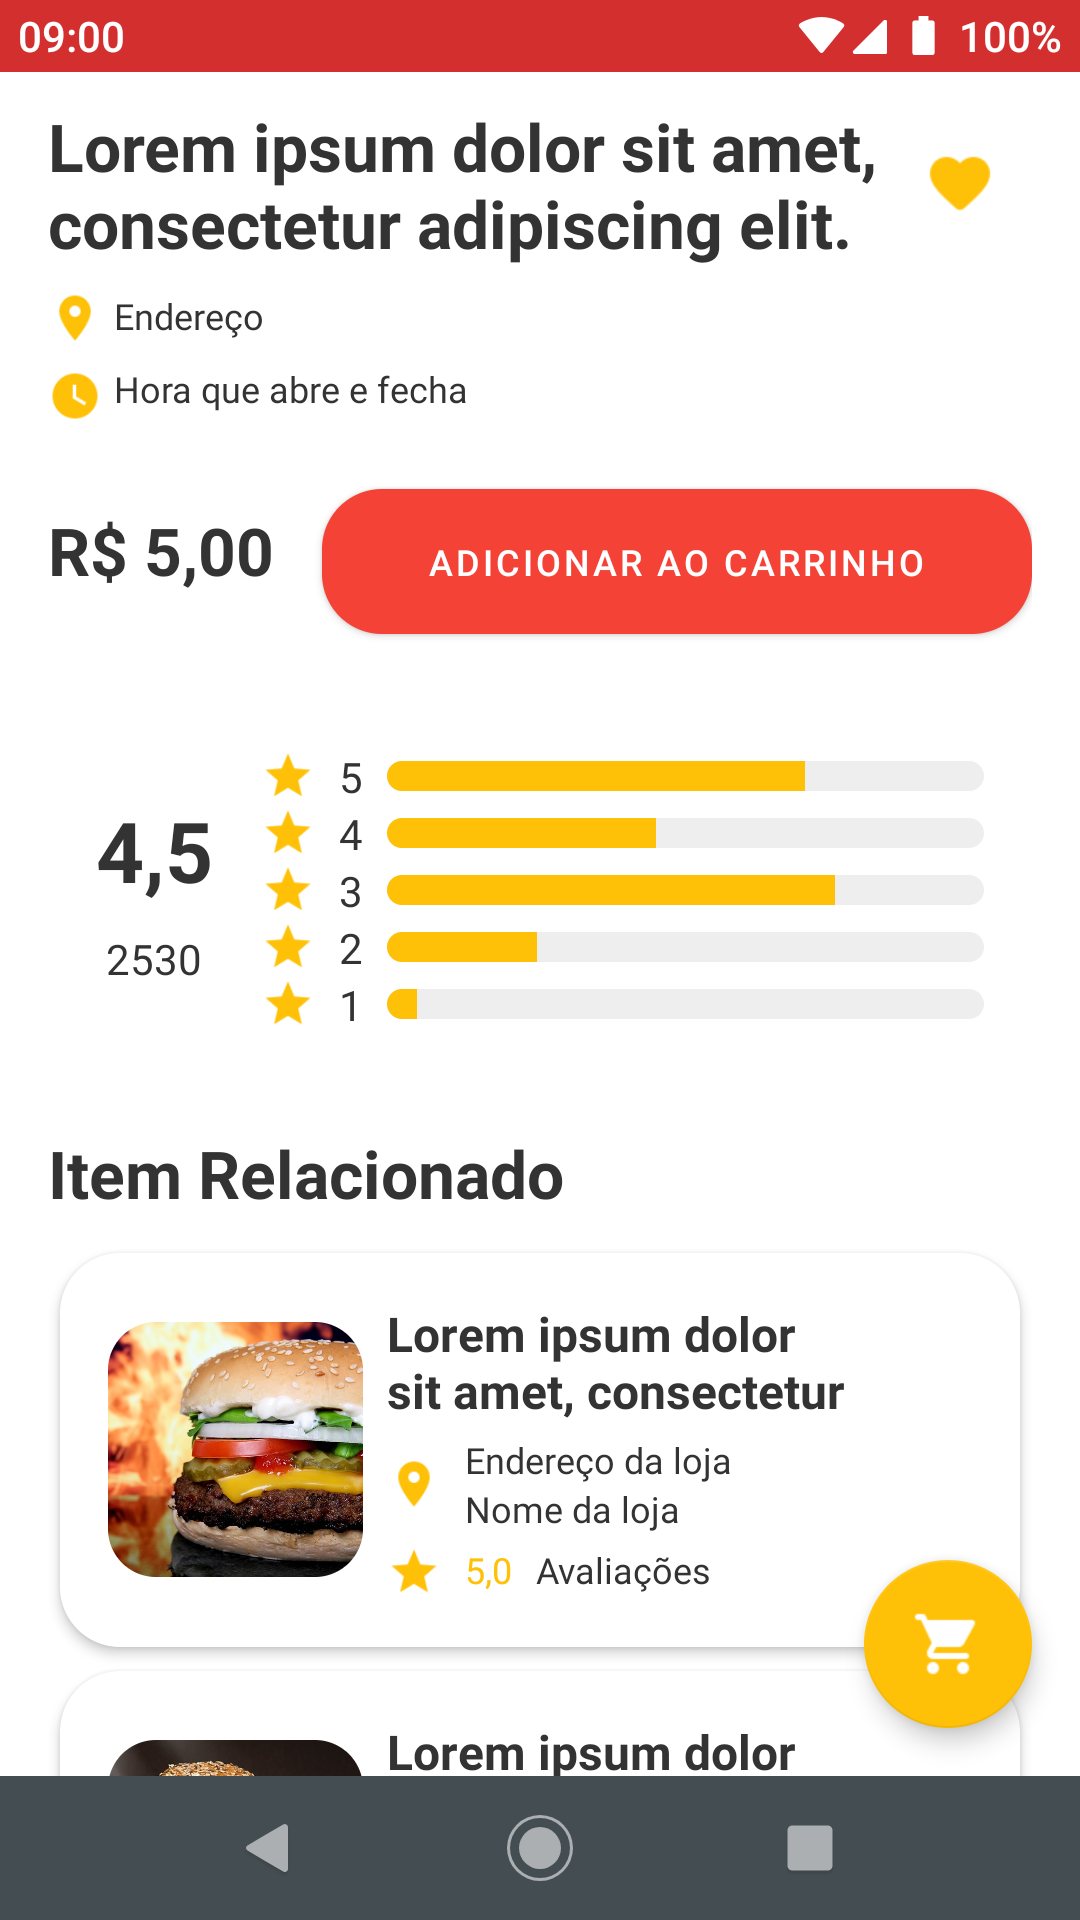 09:00 100%
Lorem ipsum dolor sit amet,
consectetur adipiscing elit.
Endereço
Hora que abre e fecha
R$ 5,00 ADICIONAR AO CARRINHO
5
4
4,5
3
2
2530
1
Item Relacionado
Lorem ipsum dolor
sit amet, consectetur
Endereço da loja
Nome da loja
5,0 Avaliações
Lorem ipsum dolor